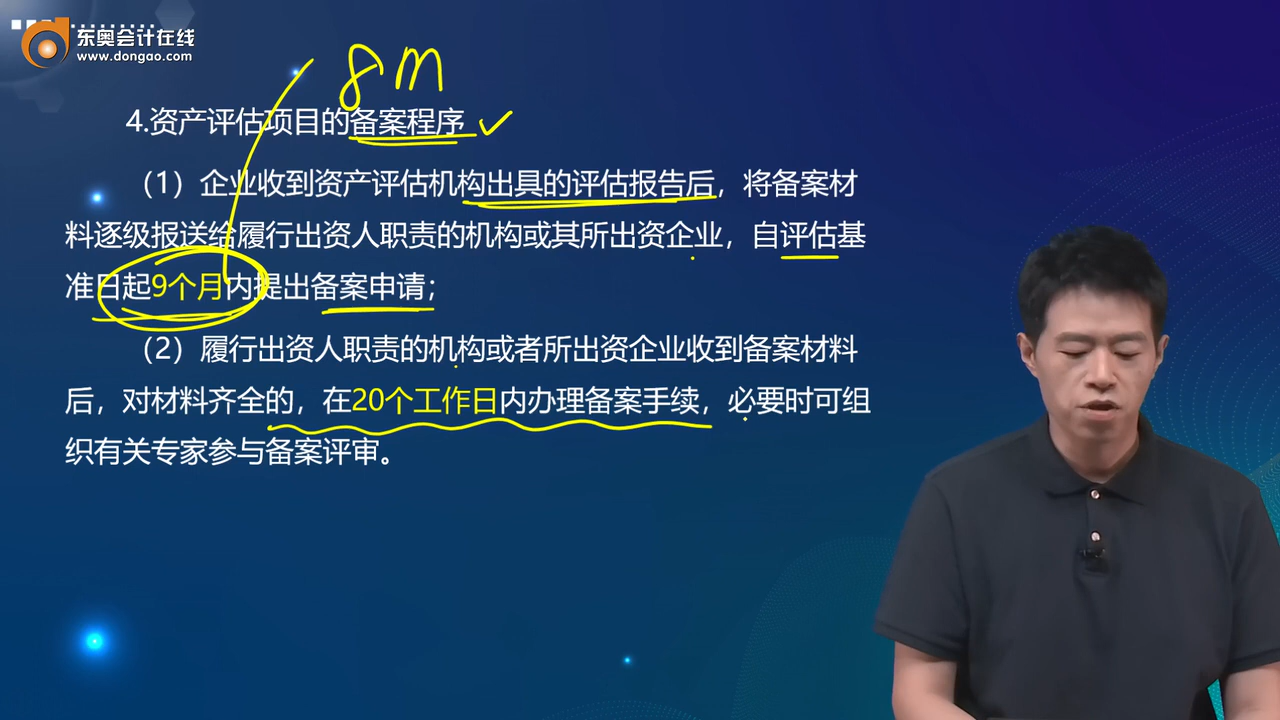 东奥会计在线
www.dongao.com
8m
4.资产评估项目的备案程序
（1）企业收到资产评估机构出具的评估报告后，将备案材
料逐级报送给履行出资人职责的机构或其所出资企业，自评估基
准日起9个月内提出备案申请；
（2）履行出资人职责的机构或者所出资企业收到备案材料
后，对材料齐全的，在20个工作日内办理备案手续，必要时可组
织有关专家参与备案评审。